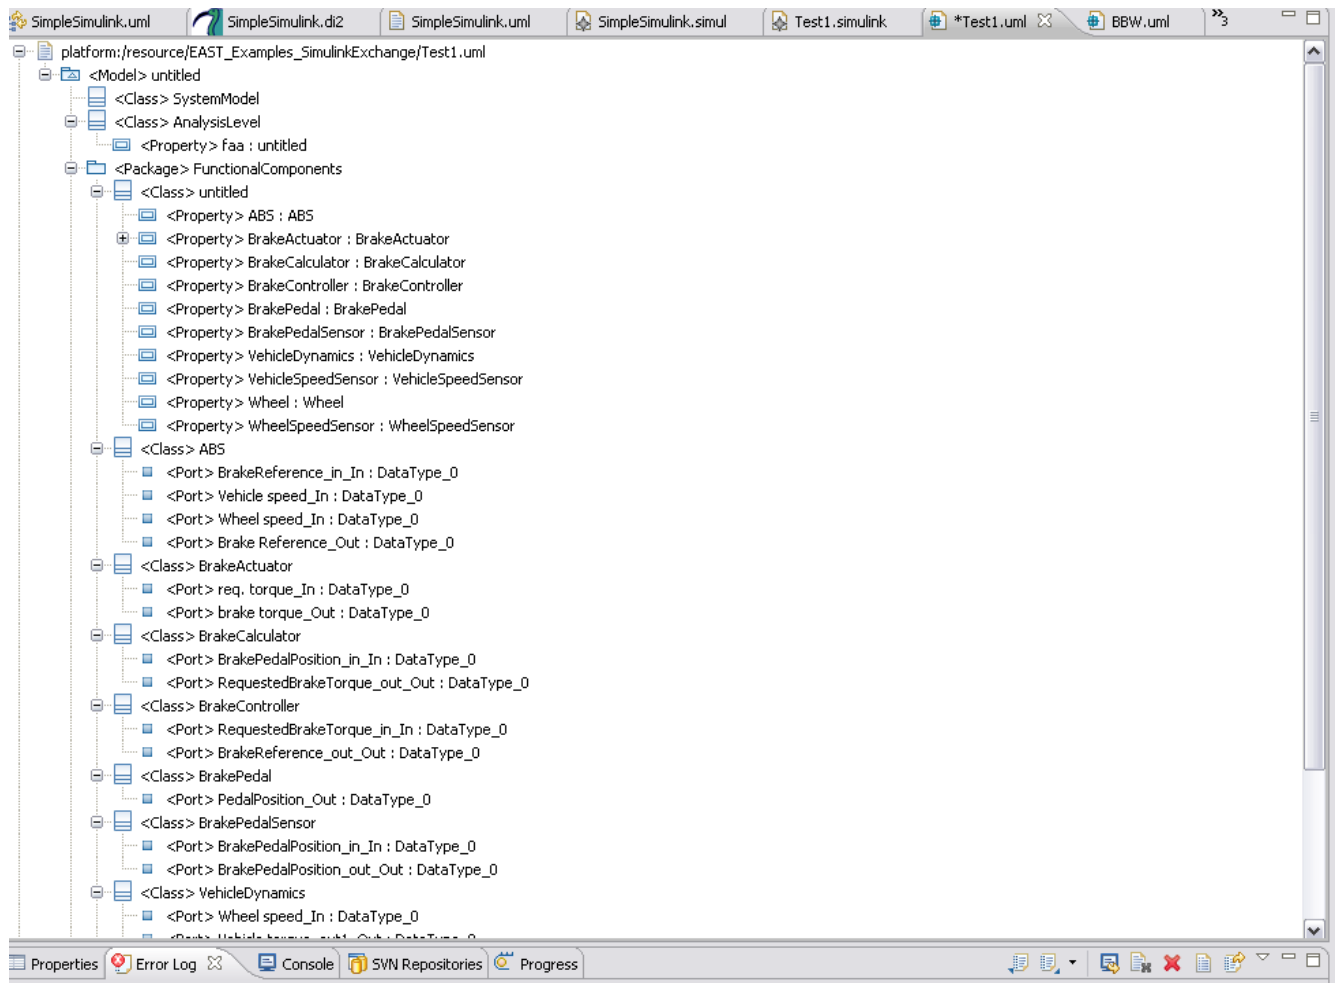 SimpleSimulink.uml SimpleSimulink.di2 SimpleSimulink.uml SimpleSimulink.simul Test1.simulink *Test1.uml BBW.uml »3
platform:/resource/EAST_Examples_SimulinkExchange/Test1.uml
<Model> untitled
<Class> SystemModel
<Class> AnalysisLevel
<Property> faa : untitled
<Package> FunctionalComponents
<Class> untitled
<Property> ABS : ABS
<Property> BrakeActuator : BrakeActuator
<Property> BrakeCalculator : BrakeCalculator
<Property> BrakeController : BrakeController
<Property> BrakePedal : BrakePedal
<Property> BrakePedalSensor : BrakePedalSensor
<Property> VehicleDynamics : VehicleDynamics
<Property> VehicleSpeedSensor : VehicleSpeedSensor
<Property> Wheel : Wheel
<Property> WheelSpeedSensor : WheelSpeedSensor
<Class> ABS
<Port> BrakeReference_in_In : DataType_0
<Port> Vehicle speed_In : DataType_0
<Port> Wheel speed_In : DataType_0
<Port> Brake Reference_Out : DataType_0
<Class> BrakeActuator
<Port> req. torque_In : DataType_0
<Port> brake torque_Out : DataType_0
<Class> BrakeCalculator
<Port> BrakePedalPosition_in_In : DataType_0
<Port> RequestedBrakeTorque_out_Out : DataType_0
<Class> BrakeController
<Port> RequestedBrakeTorque_in_In : DataType_0
<Port> BrakeReference_out_Out : DataType_0
<Class> BrakePedal
<Port> PedalPosition_Out : DataType_0
<Class> BrakePedalSensor
<Port> BrakePedalPosition_in_In : DataType_0
<Port> BrakePedalPosition_out_Out : DataType_0
<Class> VehicleDynamics
<Port> Wheel speed_In : DataType_0
Properties Error Log Console SVN Repositories Progress